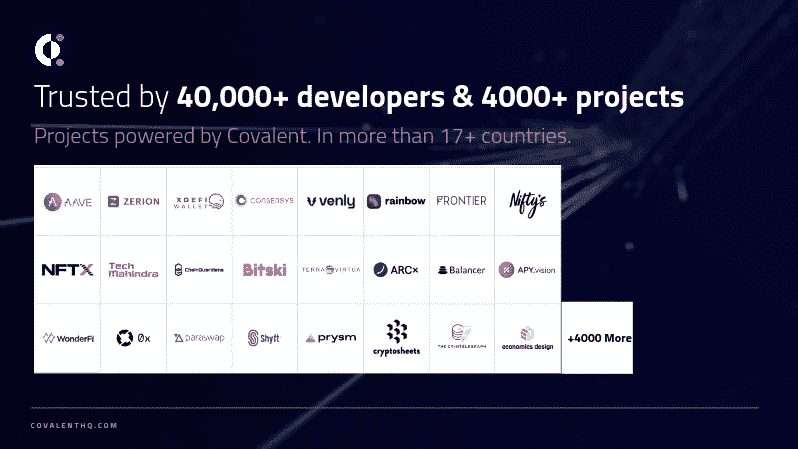 Trusted by 40,000+ developers & 4000+ projects
Projects powered by Covalent. In more than 17+ countries.
AAVE
ZERION
XDEFI WALLET
CONSENSYS
venly
rainbow
FRONTIER
Nifty's
NFTX
Tech Mahindra
ChainGuardians
Bitski
TERRA VIRTUA
ARCx
Balancer
APY.vision
WonderFi
0x
paraswap
Shyft
prysm
cryptosheets
THE COINTELEGRAPH
economics design
+4000 More
COVALENTHQ.COM